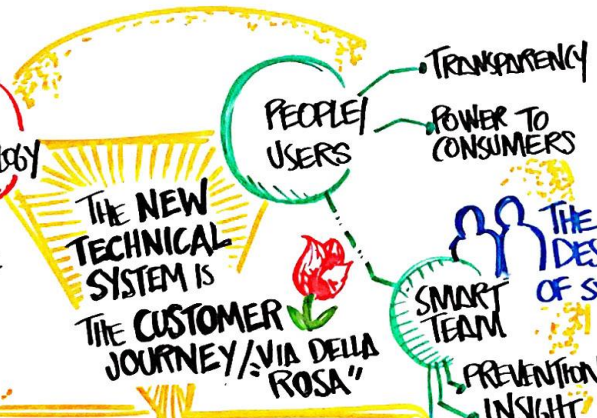 TRANSPARENCY
PEOPLE/
USERS
POWER TO
CONSUMERS
THE NEW
TECHNICAL
SYSTEM IS
THE CUSTOMER
JOURNEY/"VIA DELLA
ROSA"
THE
OF
SMART
TEAM
PREVENTION
INSIGHT